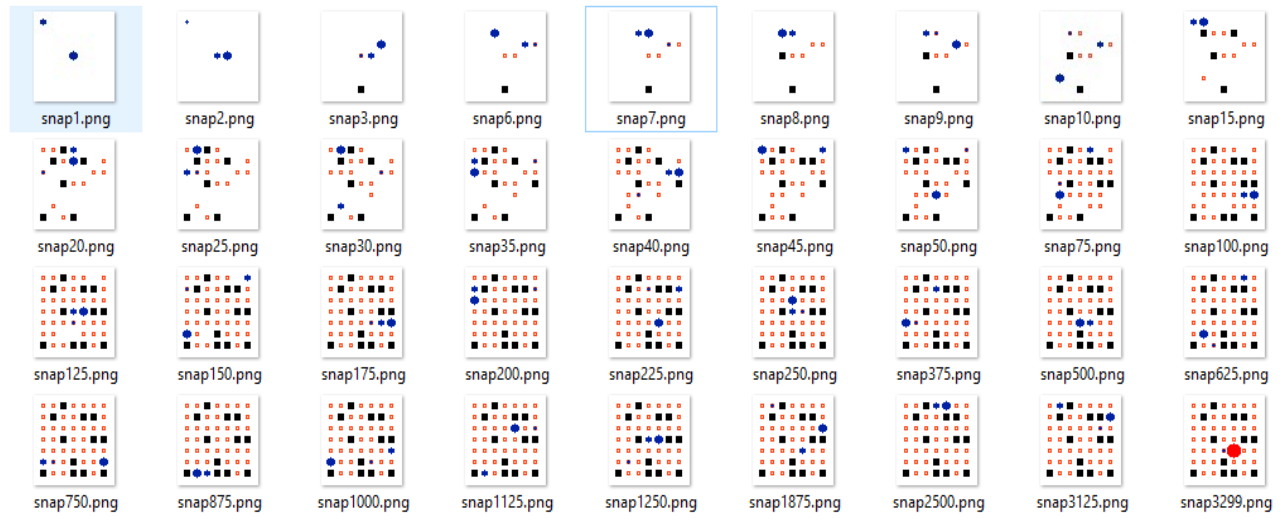 snap1.png snap2.png snap3.png snap6.png snap7.png snap8.png snap9.png snap10.png snap15.png
snap20.png snap25.png snap30.png snap35.png snap40.png snap45.png snap50.png snap75.png snap100.png
snap125.png snap150.png snap175.png snap200.png snap225.png snap250.png snap375.png snap500.png snap625.png
snap750.png snap875.png snap1000.png snap1125.png snap1250.png snap1875.png snap2500.png snap3125.png snap3299.png